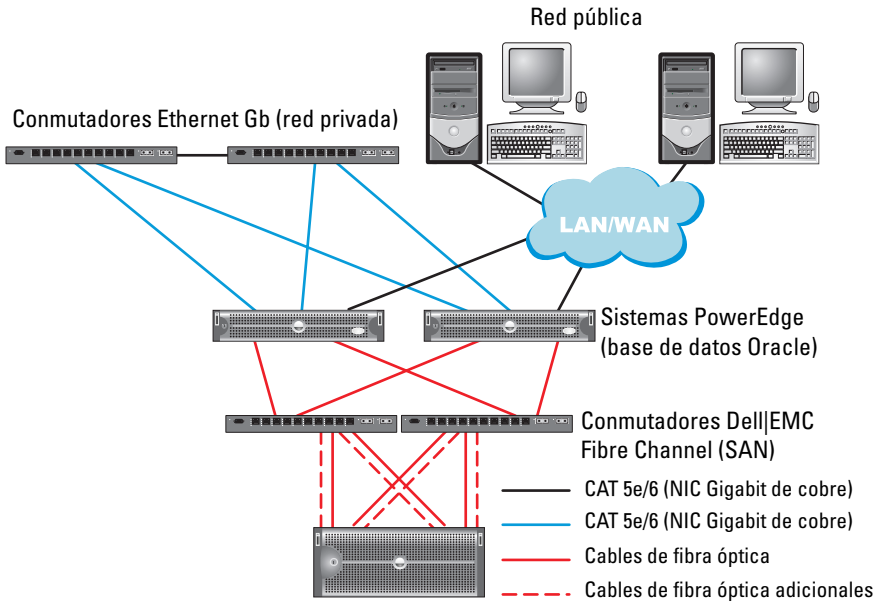 Red pública
Conmutadores Ethernet Gb (red privada)
LAN/WAN
Sistemas PowerEdge
(base de datos Oracle)
Conmutadores Dell|EMC
Fibre Channel (SAN)
CAT 5e/6 (NIC Gigabit de cobre)
CAT 5e/6 (NIC Gigabit de cobre)
Cables de fibra óptica
Cables de fibra óptica adicionales